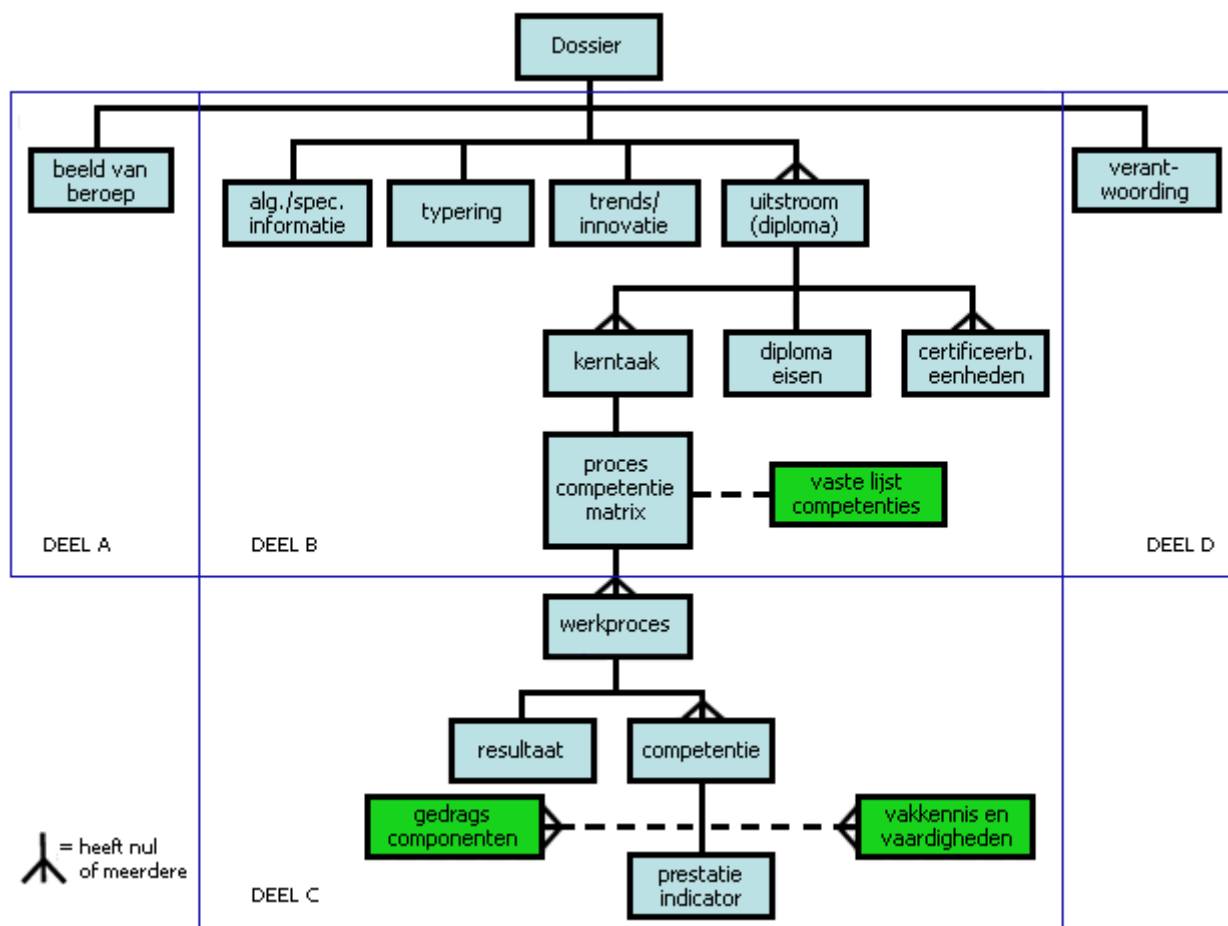 Dossier
beeld van
beroep
alg./spec.
informatie
typering
trends/
innovatie
uitstroom
(diploma)
verant-
woording
kerntaak
diploma
eisen
certificeerb.
eenheden
proces
competentie
matrix
vaste lijst
competenties
DEEL A
DEEL B
DEEL D
werkproces
resultaat
competentie
gedrags
componenten
vakkennis en
vaardigheden
= heeft nul
of meerdere
prestatie
indicator
DEEL C